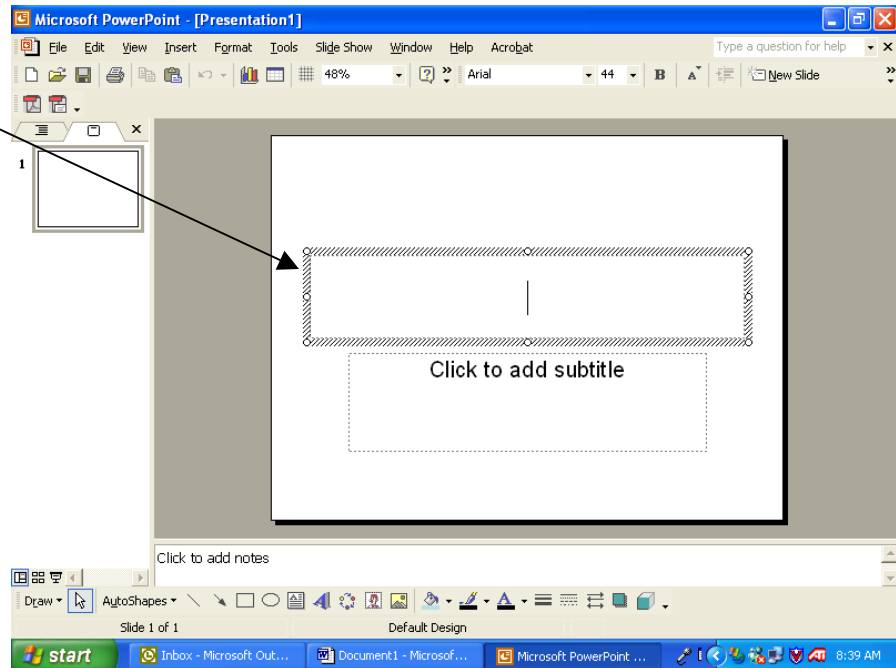 Microsoft PowerPoint - [Presentation1]
File Edit View Insert Format Tools Slide Show Window Help Acrobat Type a question for help
48% Arial 44 B A New Slide
1
Click to add subtitle
Click to add notes
Draw AutoShapes A A
Slide 1 of 1 Default Design
start Inbox - Microsoft Out... Document1 - Microsof... Microsoft PowerPoint ... ATI 8:39 AM